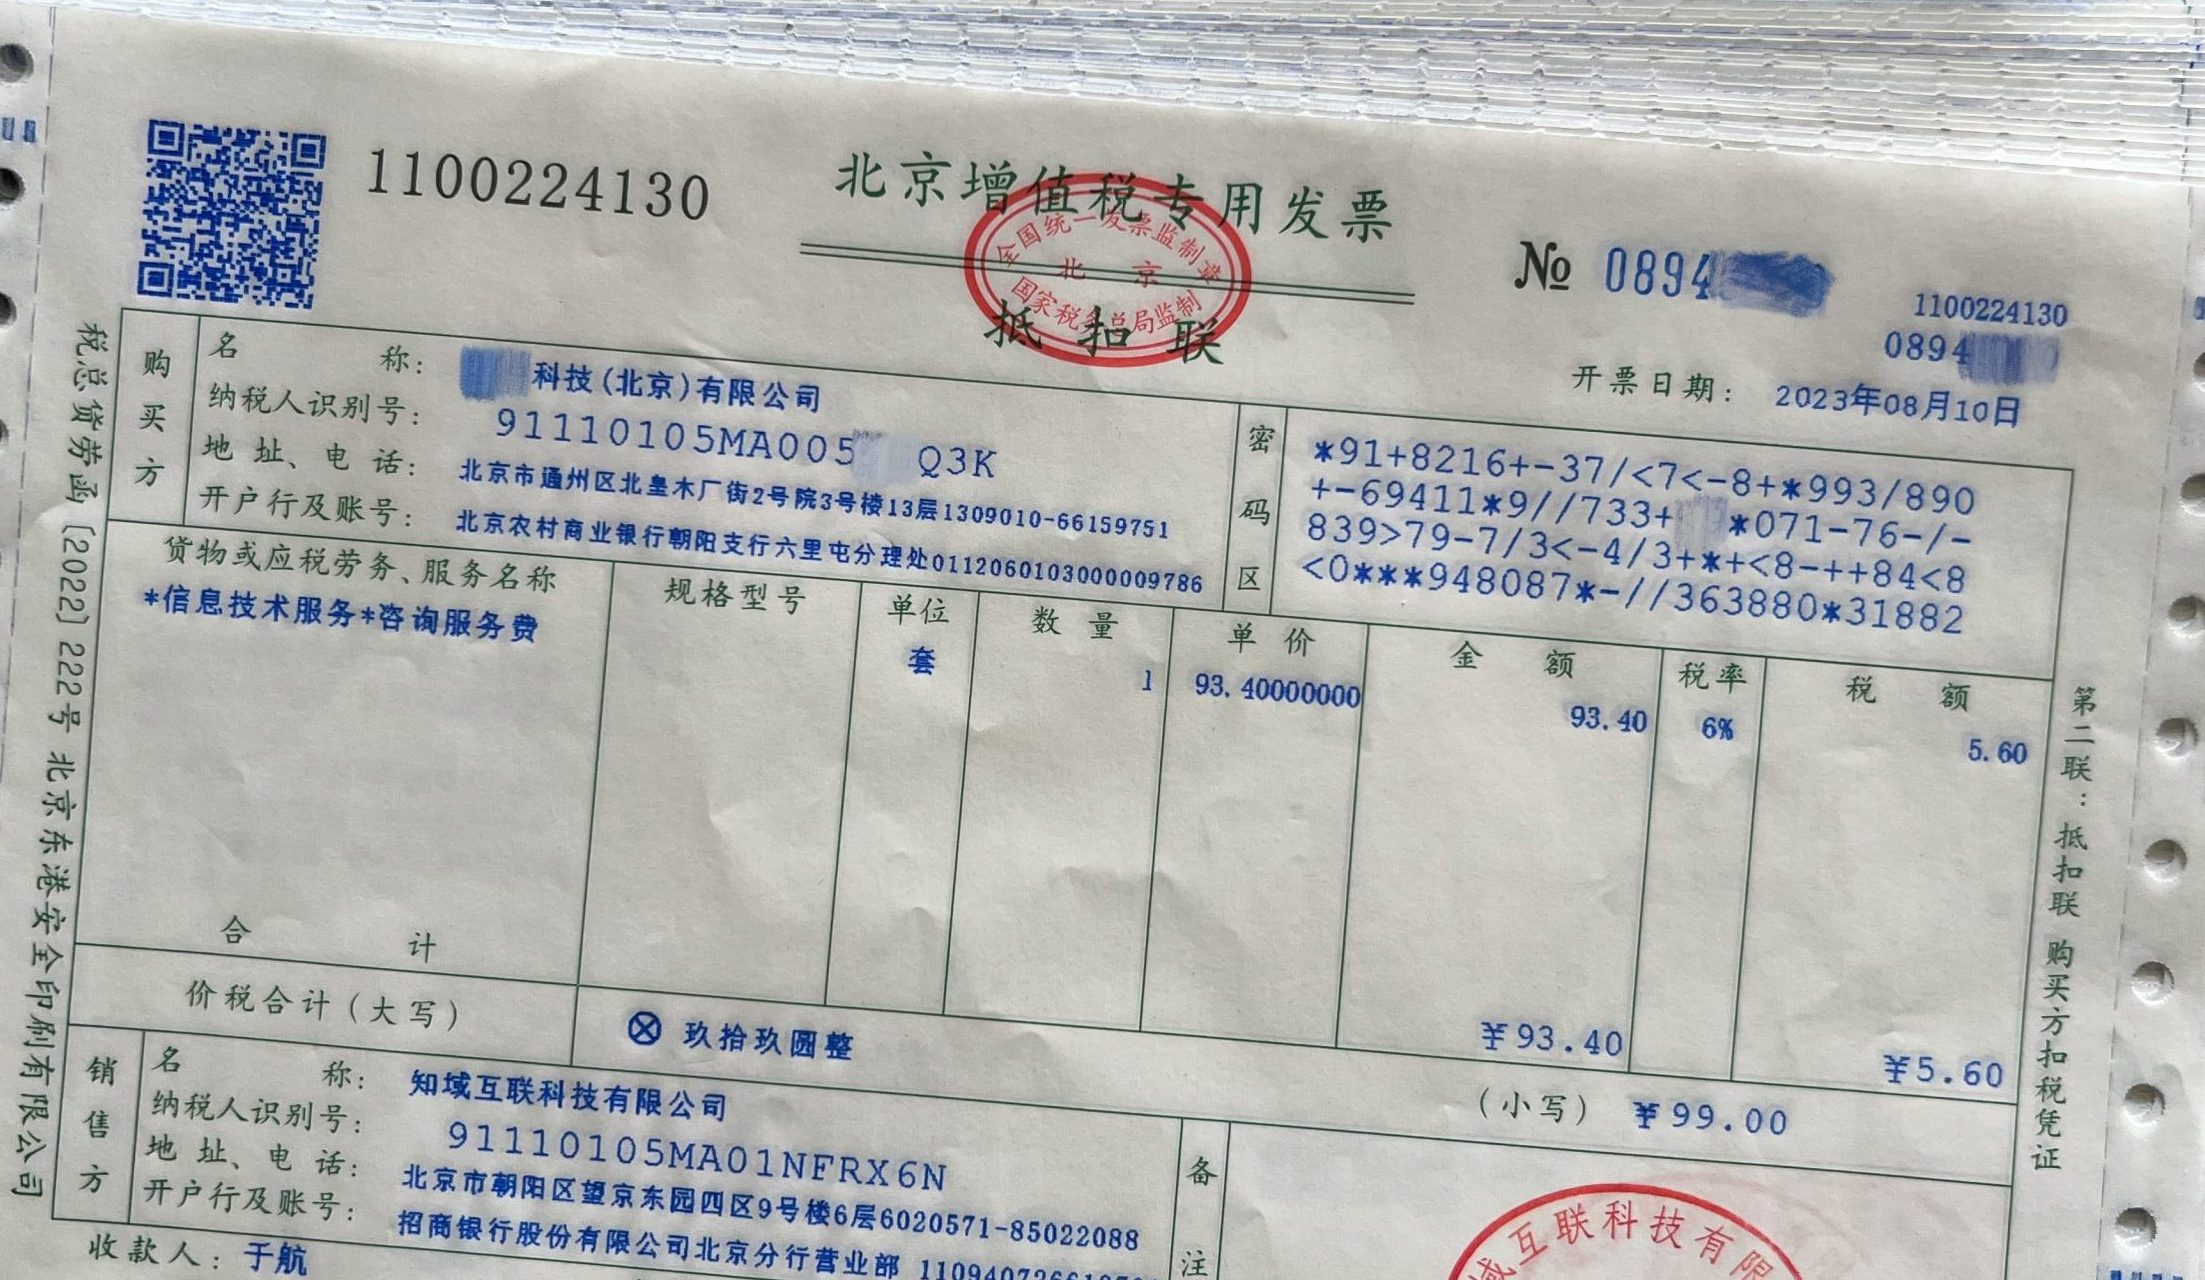 1100224130
北京增值税专用发票
全国统一发票监制章
北京
国家税务总局监制
抵扣联
№ 0894
1100224130
0894
开票日期: 2023年08月10日
税总货劳函〔2022〕222号 北京东港安全印刷有限公司
购买方
名称: 科技(北京)有限公司
纳税人识别号: 91110105MA005 Q3K
地址、电话: 北京市通州区北皇木厂街2号院3号楼13层1309010-66159751
开户行及账号: 北京农村商业银行朝阳支行六里屯分理处0112060103000009786
密码区
*91+8216+-37/<7<-8+*993/890
+-69411*9//733+ *071-76-/-
839>79-7/3<-4/3+*+<8-++84<8
<0***948087*-//363880*31882
货物或应税劳务、服务名称 规格型号 单位 数量 单价 金额 税率 税额
*信息技术服务*咨询服务费 套 1 93.40000000 93.40 6% 5.60
合计 ¥93.40 ¥5.60
价税合计(大写) ⊗ 玖拾玖圆整 (小写) ¥99.00
第二联:抵扣联 购买方扣税凭证
销售方
名称: 知域互联科技有限公司
纳税人识别号: 91110105MA01NFRX6N
地址、电话: 北京市朝阳区望京东园四区9号楼6层6020571-85022088
开户行及账号: 招商银行股份有限公司北京分行营业部
备注
域互联科技有限
收款人: 于航